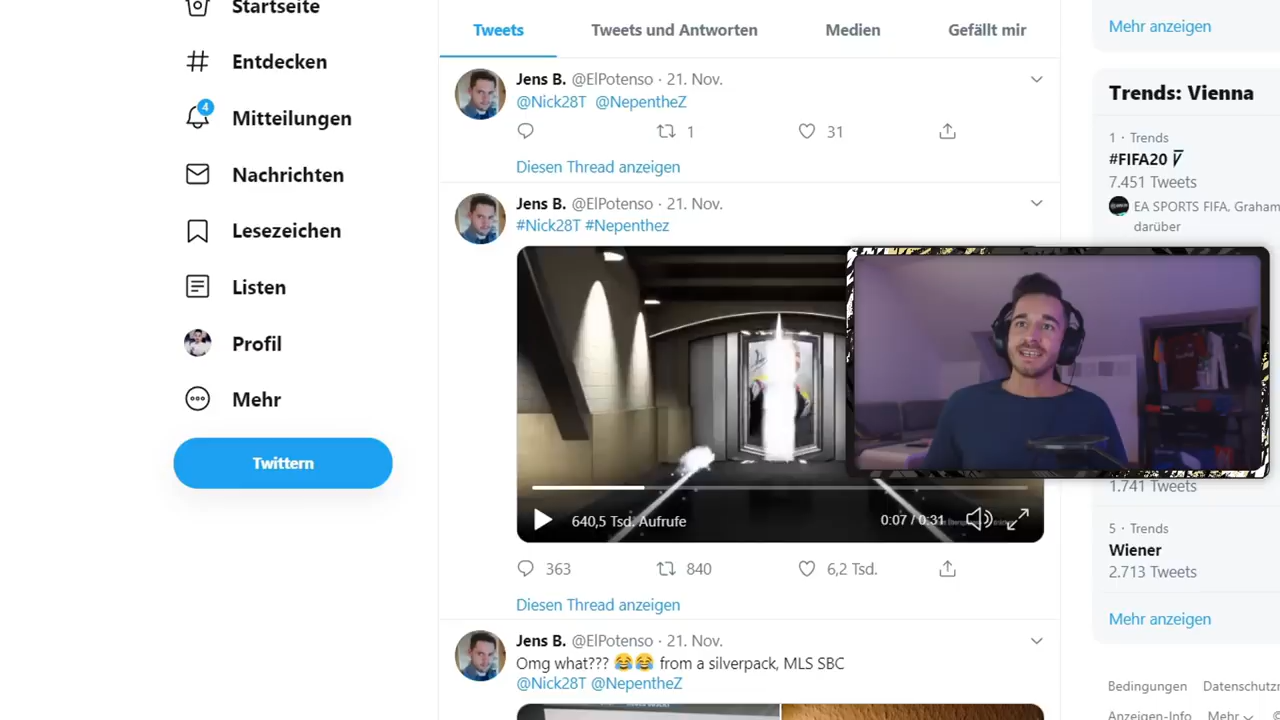 Startseite
Entdecken
4
Mitteilungen
Nachrichten
Lesezeichen
Listen
Profil
Mehr
Twittern
Tweets
Tweets und Antworten
Medien
Gefällt mir
Jens B. @ElPotenso · 21. Nov.
@Nick28T @NepentheZ
1
31
Diesen Thread anzeigen
Jens B. @ElPotenso · 21. Nov.
#Nick28T #Nepenthez
640,5 Tsd. Aufrufe
0:07 / 0:31
363
840
6,2 Tsd.
Diesen Thread anzeigen
Jens B. @ElPotenso · 21. Nov.
Omg what??? 😂😂 from a silverpack, MLS SBC
@Nick28T @NepentheZ
Mehr anzeigen
Trends: Vienna
1 · Trends
#FIFA20
7.451 Tweets
EA SPORTS FIFA, Graham
darüber
1.741 Tweets
5 · Trends
Wiener
2.713 Tweets
Mehr anzeigen
Bedingungen Datenschutz
Anzeigen-Info Mehr